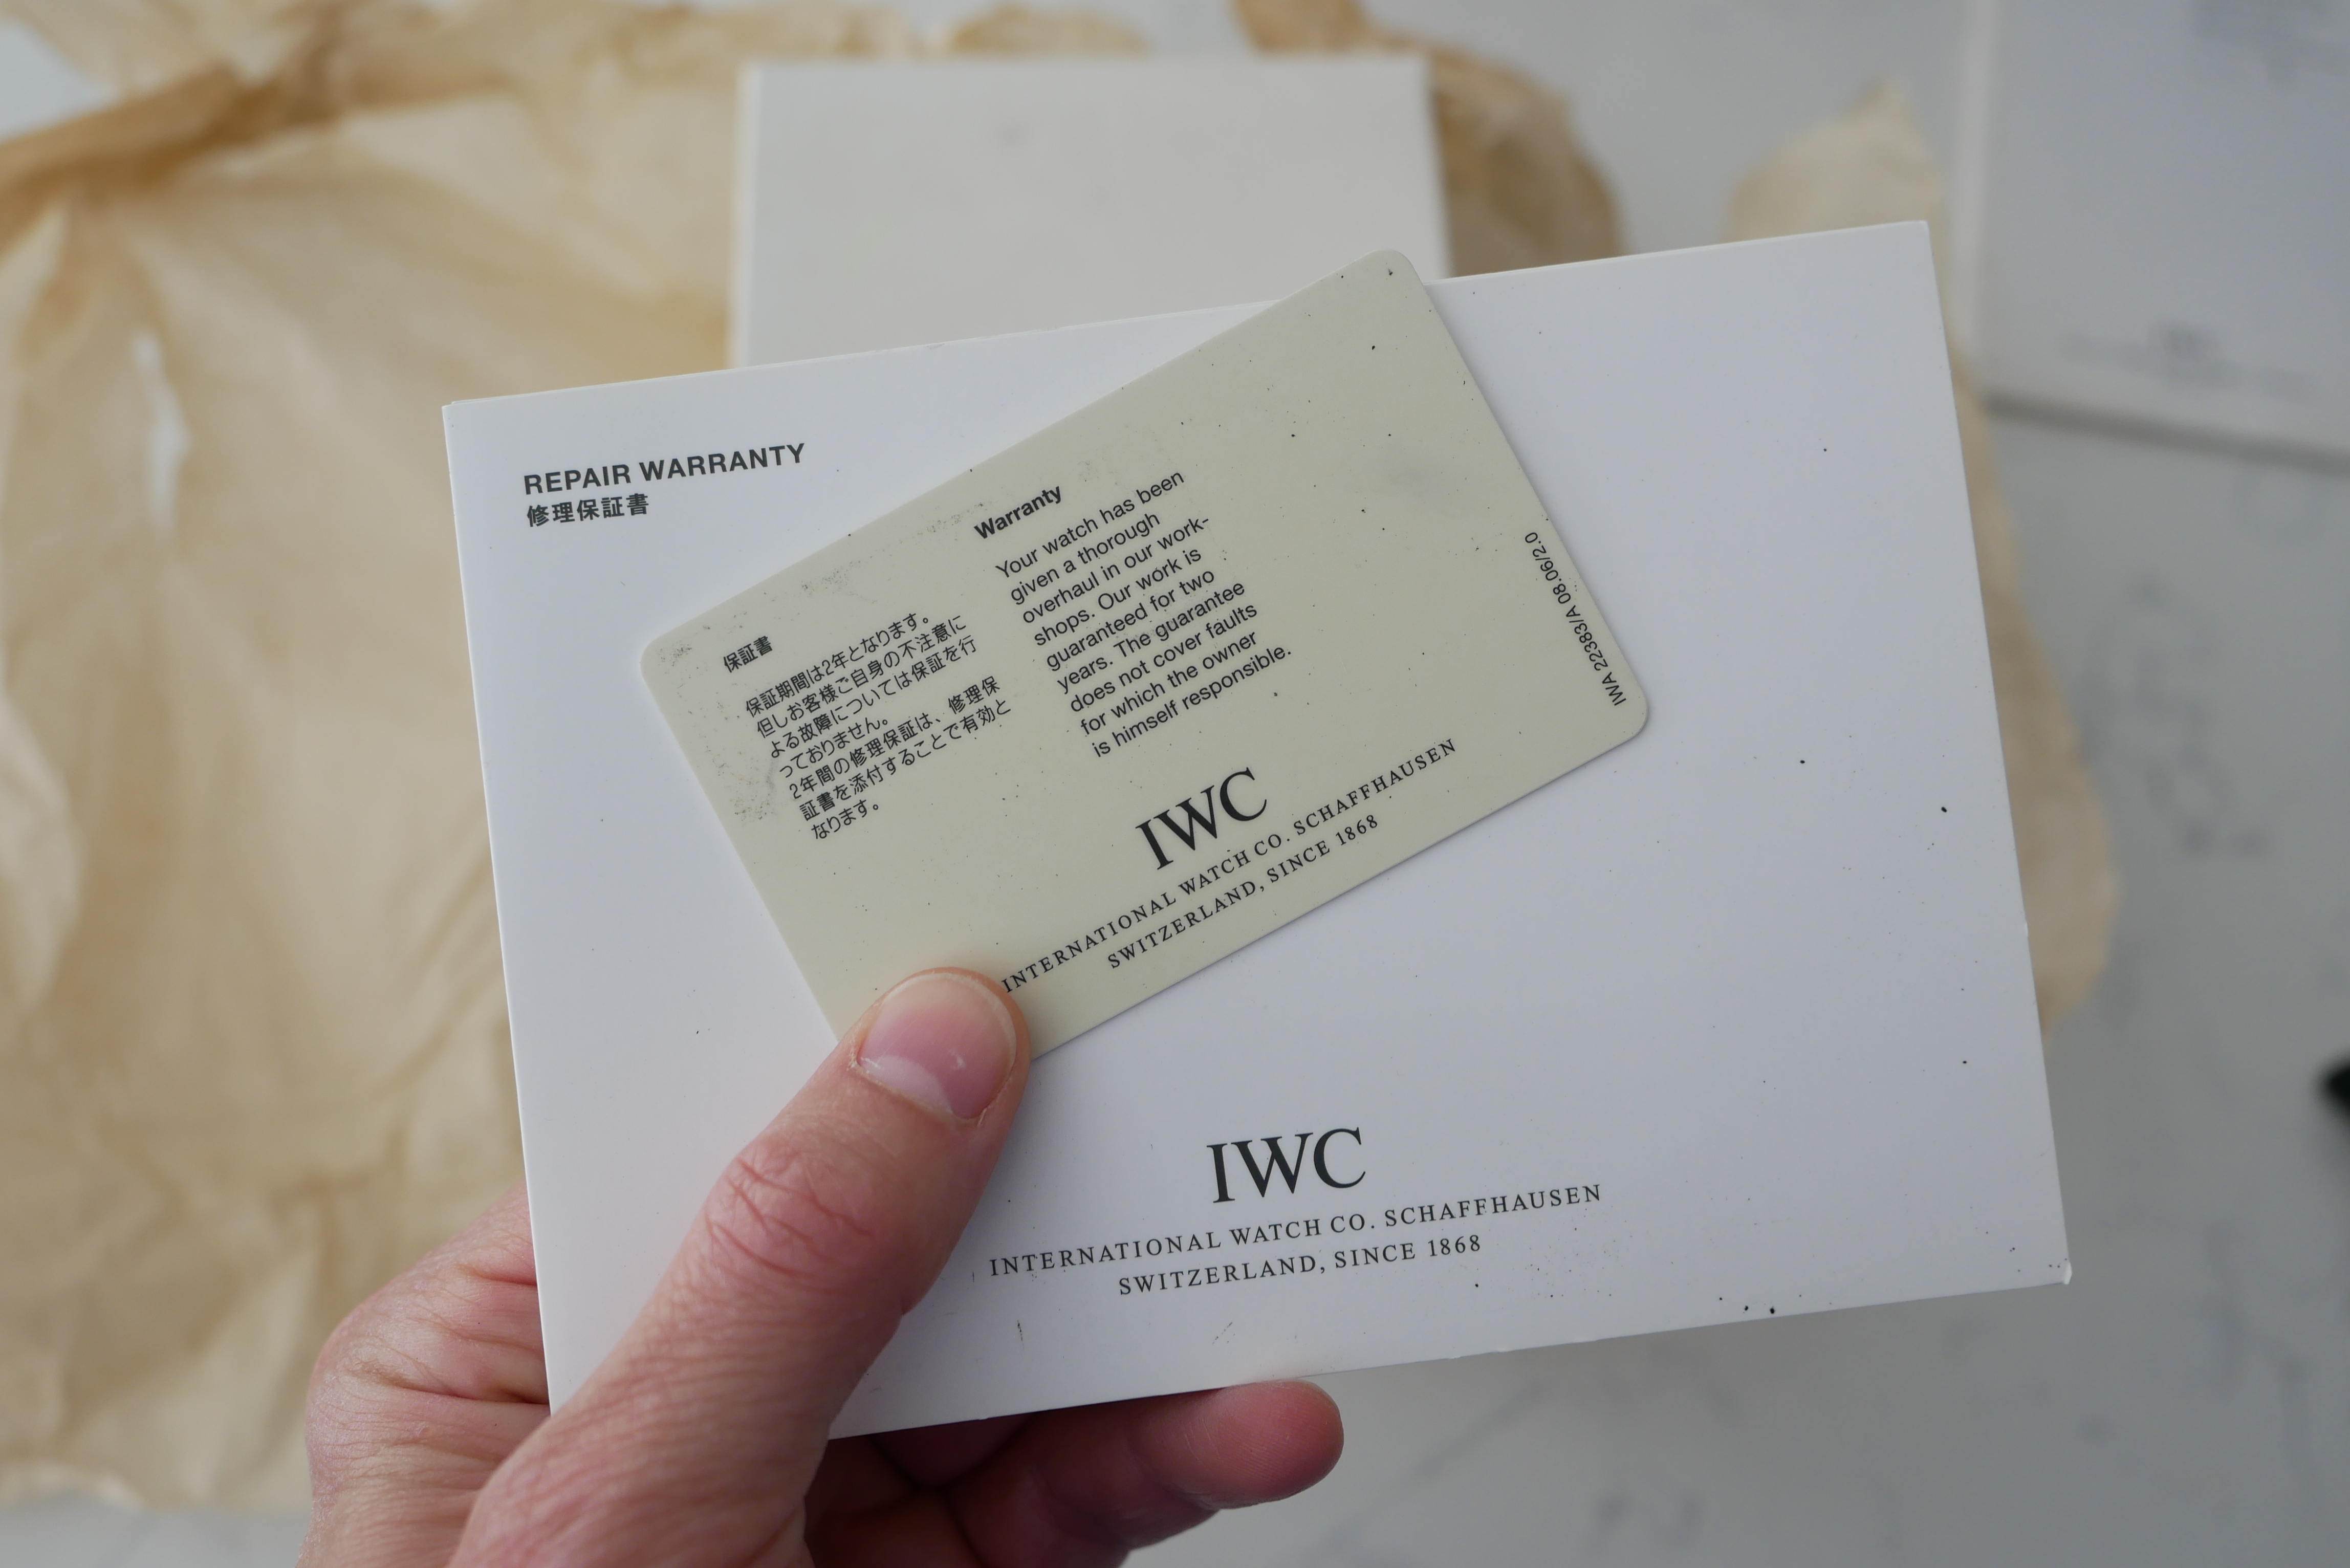 REPAIR WARRANTY
修理保証書
保証書
保証期間は2年となります。
但しお客様ご自身の不注意に
よる故障については保証を行
っておりません。
2年間の修理保証は、修理保
証書を添付することで有効と
なります。
Warranty
Your watch has been
given a thorough
overhaul in our work-
shops. Our work is
guaranteed for two
years. The guarantee
does not cover faults
for which the owner
is himself responsible.
IWA 22383/A 08.06/2.0
IWC
INTERNATIONAL WATCH CO. SCHAFFHAUSEN
SWITZERLAND, SINCE 1868
IWC
INTERNATIONAL WATCH CO. SCHAFFHAUSEN
SWITZERLAND, SINCE 1868